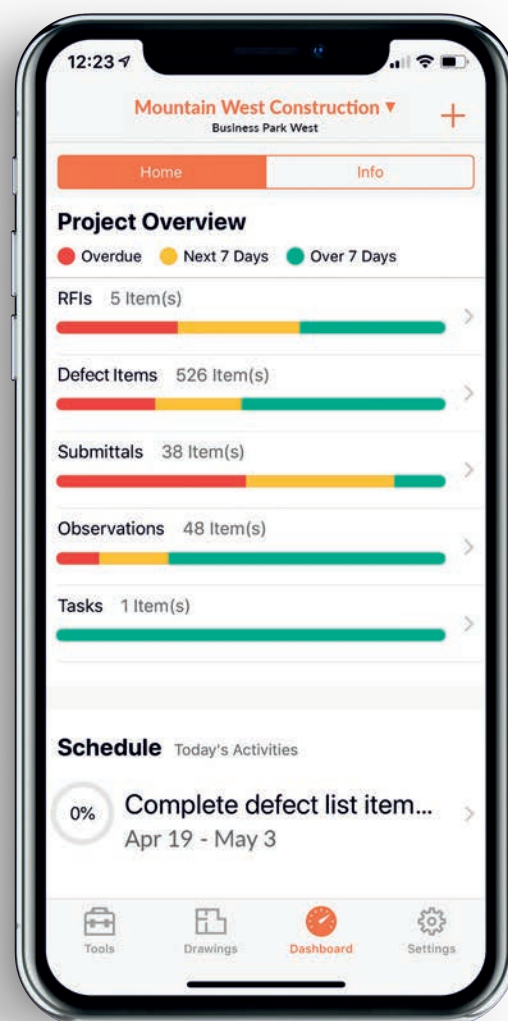 12:23
Mountain West Construction ▼
Business Park West
+
Home Info
Project Overview
Overdue Next 7 Days Over 7 Days
RFIs 5 Item(s)
Defect Items 526 Item(s)
Submittals 38 Item(s)
Observations 48 Item(s)
Tasks 1 Item(s)
Schedule Today's Activities
0% Complete defect list item...
Apr 19 - May 3
Tools Drawings Dashboard Settings